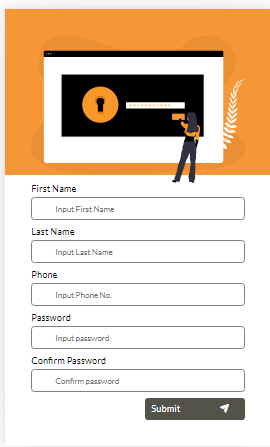 First Name
Input First Name
Last Name
Input Last Name
Phone
Input Phone No.
Password
Input password
Confirm Password
Confirm password
Submit